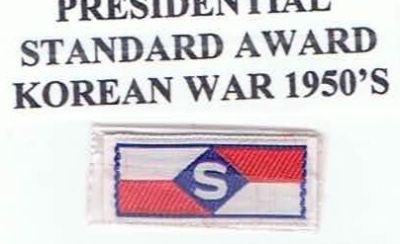 PRESIDENTIAL
STANDARD AWARD
KOREAN WAR 1950'S
S